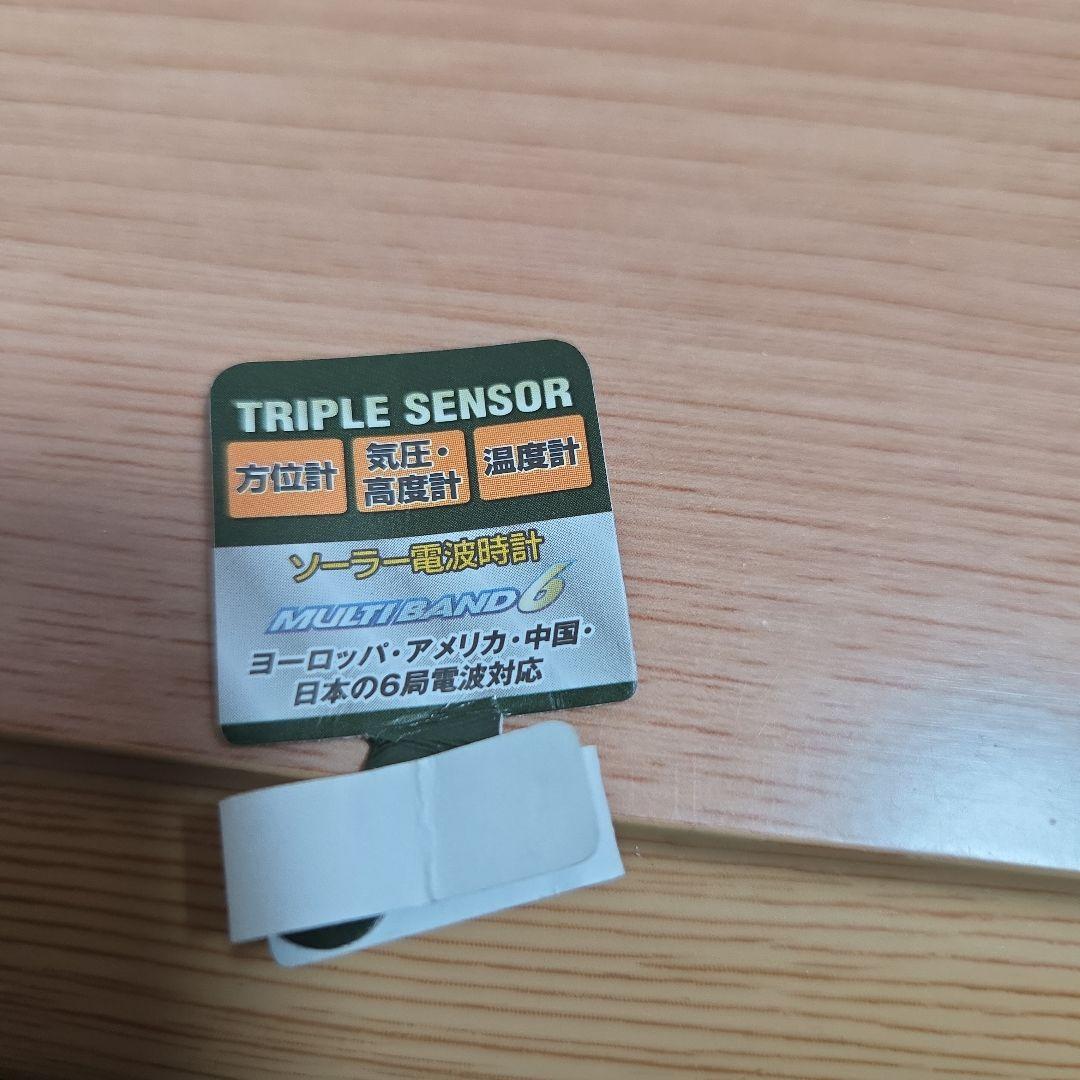 TRIPLE SENSOR
方位計
気圧・
高度計
温度計
ソーラー電波時計
MULTI BAND 6
ヨーロッパ・アメリカ・中国・
日本の6局電波対応